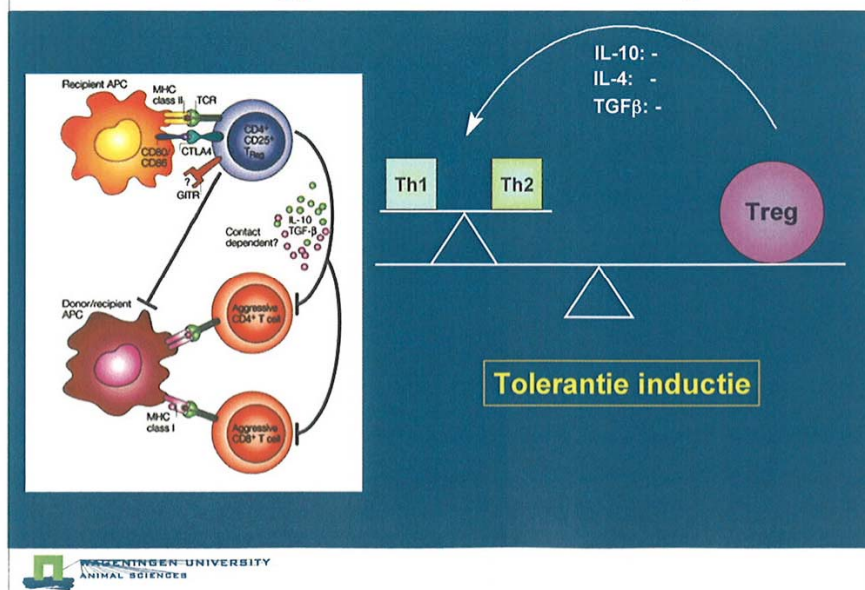 Recipient APC
MHC
class II
TCR
CD4+
CD25+
TReg
CD80/
CD86
CTLA4
?
GITR
IL-10
TGF-β
Contact
dependent?
Donor/recipient
APC
Aggressive
CD4+ T cell
MHC
class I
Aggressive
CD8+ T cell
IL-10: -
IL-4: -
TGFβ: -
Th1
Th2
Treg
Tolerantie inductie
WAGENINGEN UNIVERSITY
ANIMAL SCIENCES